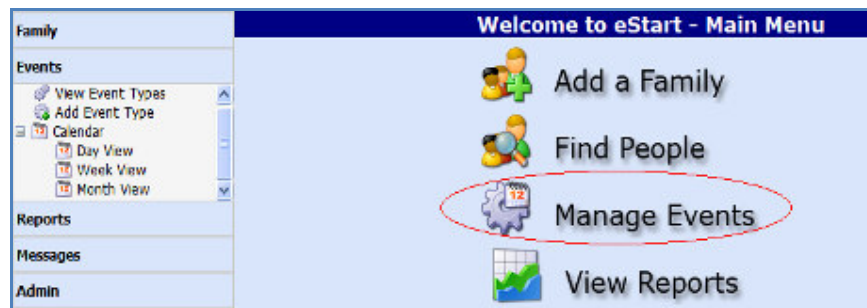 Family
Events
View Event Types
Add Event Type
Calendar
Day View
Week View
Month View
Reports
Messages
Admin
Welcome to eStart - Main Menu
Add a Family
Find People
12
Manage Events
View Reports